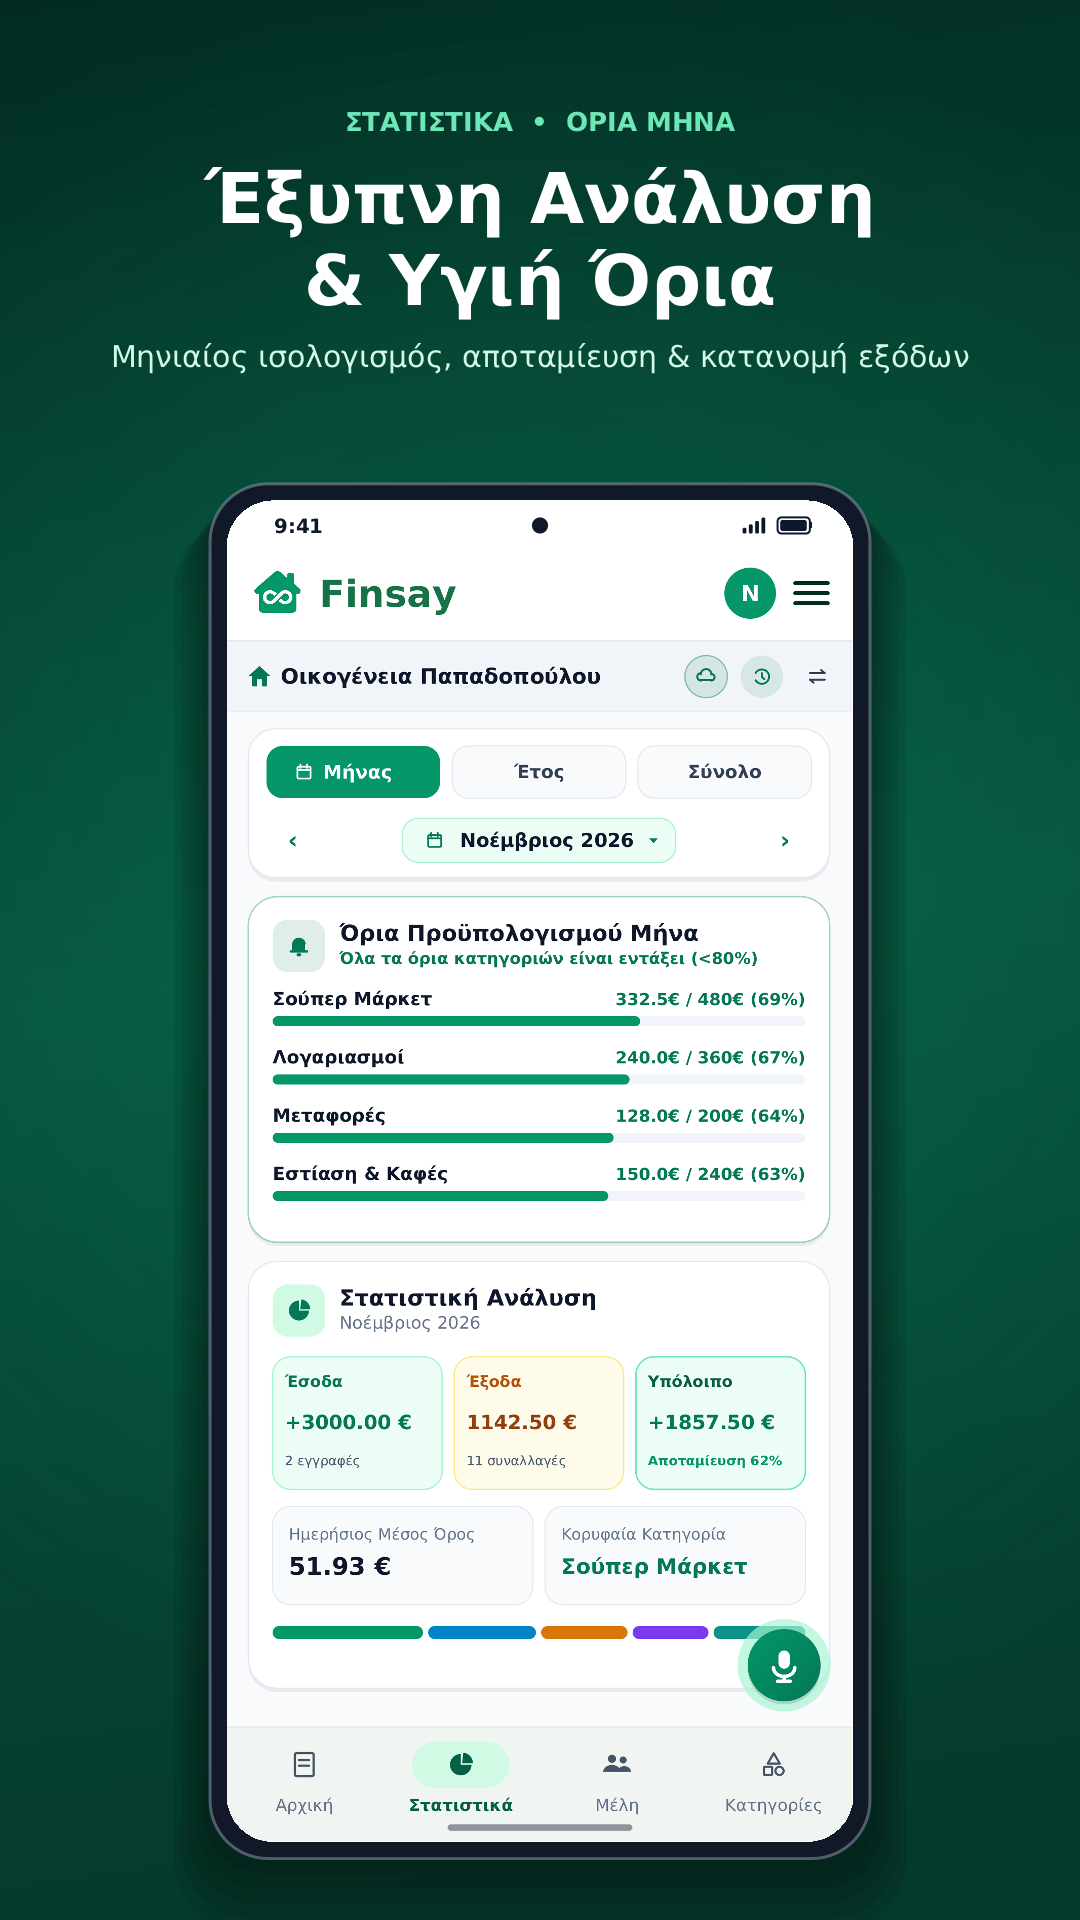 ΣΤΑΤΙΣΤΙΚΑ • ΟΡΙΑ ΜΗΝΑ
Έξυπνη Ανάλυση
& Υγιή Όρια
Μηνιαίος ισολογισμός, αποταμίευση & κατανομή εξόδων
9:41
Finsay
N
Οικογένεια Παπαδοπούλου
Μήνας
Έτος
Σύνολο
‹
Νοέμβριος 2026
›
Όρια Προϋπολογισμού Μήνα
Όλα τα όρια κατηγοριών είναι εντάξει (<80%)
Σούπερ Μάρκετ 332.5€ / 480€ (69%)
Λογαριασμοί 240.0€ / 360€ (67%)
Μεταφορές 128.0€ / 200€ (64%)
Εστίαση & Καφές 150.0€ / 240€ (63%)
Στατιστική Ανάλυση
Νοέμβριος 2026
Έσοδα
+3000.00 €
2 εγγραφές
Έξοδα
1142.50 €
11 συναλλαγές
Υπόλοιπο
+1857.50 €
Αποταμίευση 62%
Ημερήσιος Μέσος Όρος
51.93 €
Κορυφαία Κατηγορία
Σούπερ Μάρκετ
Αρχική
Στατιστικά
Μέλη
Κατηγορίες